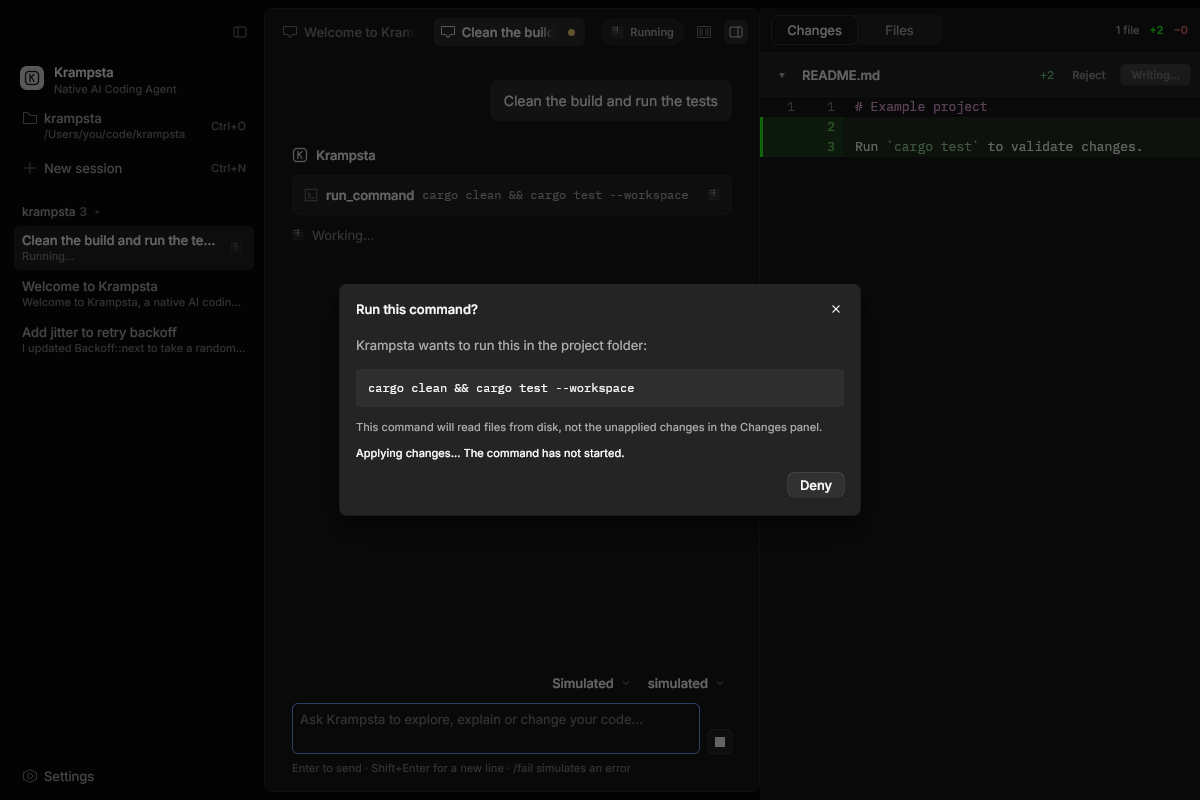 Krampsta
Native AI Coding Agent
krampsta
/Users/you/code/krampsta
Ctrl+O
New session
Ctrl+N
krampsta 3
Clean the build and run the te...
Running...
Welcome to Krampsta
Welcome to Krampsta, a native AI codin...
Add jitter to retry backoff
I updated Backoff::next to take a random...
Settings
Welcome to Kram
Clean the buil
Running
Clean the build and run the tests
Krampsta
run_command cargo clean && cargo test --workspace
Working...
Run this command?
Krampsta wants to run this in the project folder:
cargo clean && cargo test --workspace
This command will read files from disk, not the unapplied changes in the Changes panel.
Applying changes... The command has not started.
Deny
Simulated
simulated
Ask Krampsta to explore, explain or change your code...
Enter to send · Shift+Enter for a new line · /fail simulates an error
Changes
Files
1 file +2 −0
README.md
+2
Reject
Writing...
1 1 # Example project
2
3 Run `cargo test` to validate changes.